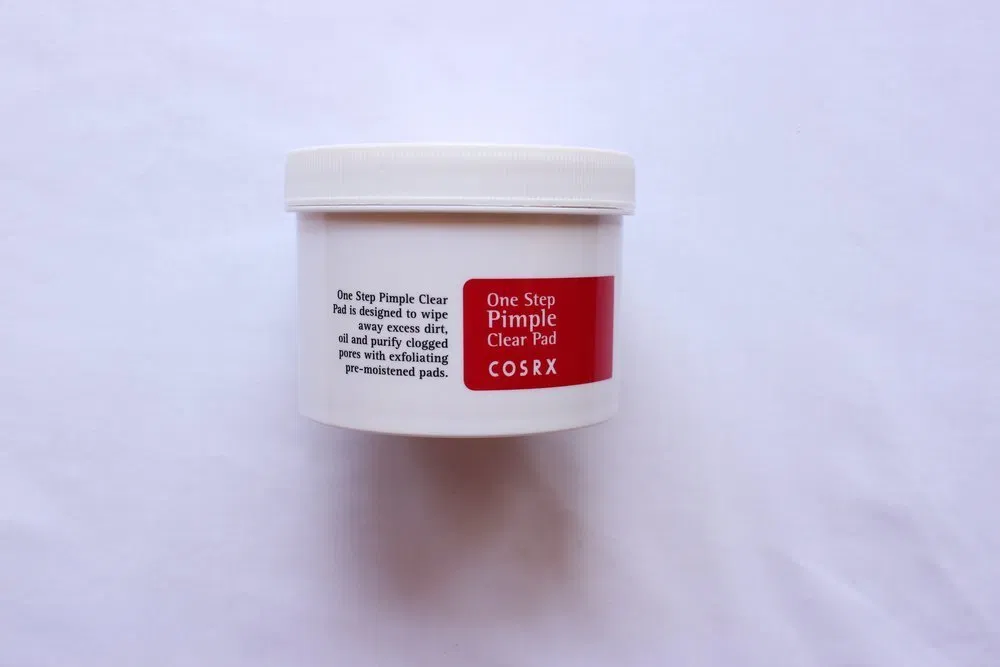 One Step Pimple Clear
Pad is designed to wipe
away excess dirt,
oil and purify clogged
pores with exfoliating
pre-moistened pads.
One Step
Pimple
Clear Pad
COSRX